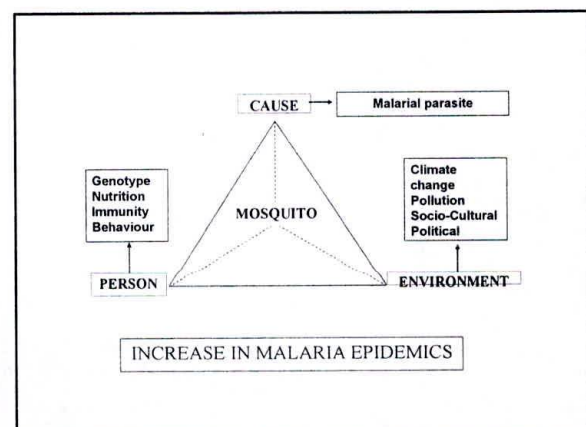 CAUSE
Malarial parasite
Genotype
Nutrition
Immunity
Behaviour
Climate
change
Pollution
Socio-Cultural
Political
MOSQUITO
PERSON
ENVIRONMENT
INCREASE IN MALARIA EPIDEMICS